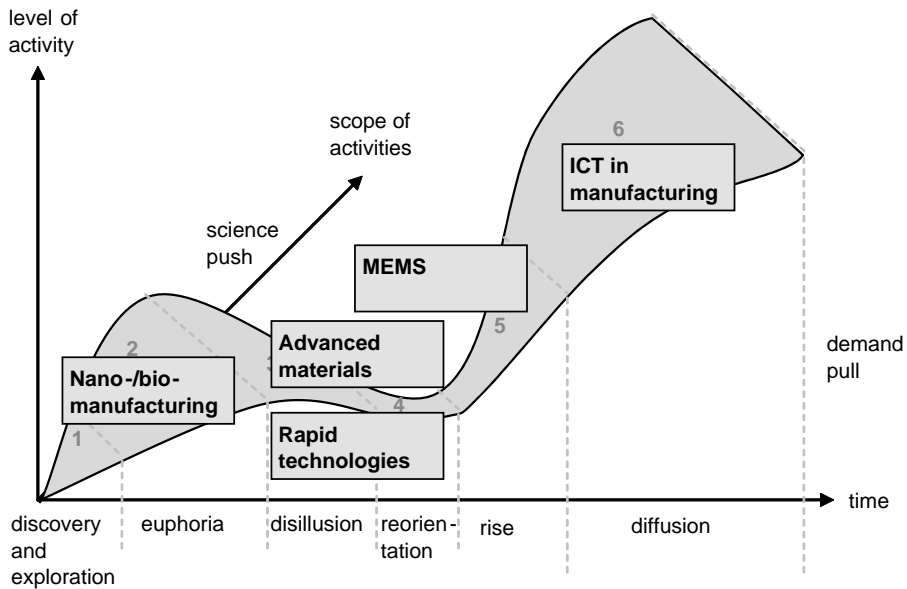 level of
activity
scope of
activities
science
push
6
ICT in
manufacturing
MEMS
5
2
3
Advanced
materials
Nano-/bio-
manufacturing
1
4
Rapid
technologies
demand
pull
time
discovery
and
exploration
euphoria
disillusion
reorien-
tation
rise
diffusion